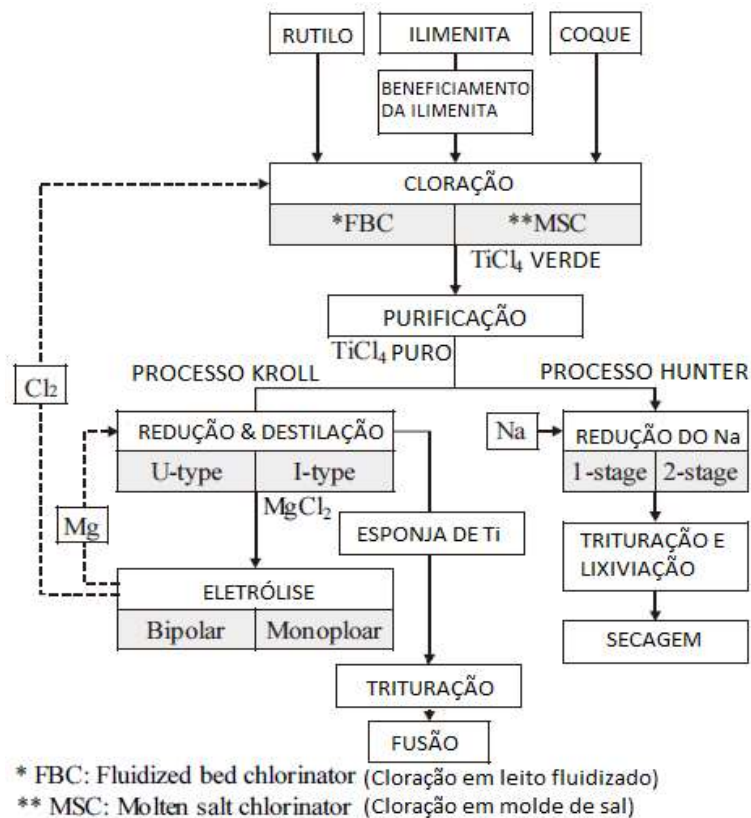 RUTILO
ILIMENITA
COQUE
BENEFICIAMENTO
DA ILIMENITA
CLORAÇÃO
*FBC
**MSC
TiCl₄ VERDE
PURIFICAÇÃO
TiCl₄ PURO
PROCESSO KROLL
PROCESSO HUNTER
Cl₂
REDUÇÃO & DESTILAÇÃO
U-type
I-type
Na
REDUÇÃO DO Na
1-stage
2-stage
MgCl₂
Mg
ESPONJA DE Ti
TRITURAÇÃO E
LIXIVIAÇÃO
ELETRÓLISE
Bipolar
Monoploar
SECAGEM
TRITURAÇÃO
FUSÃO
* FBC: Fluidized bed chlorinator (Cloração em leito fluidizado)
** MSC: Molten salt chlorinator (Cloração em molde de sal)